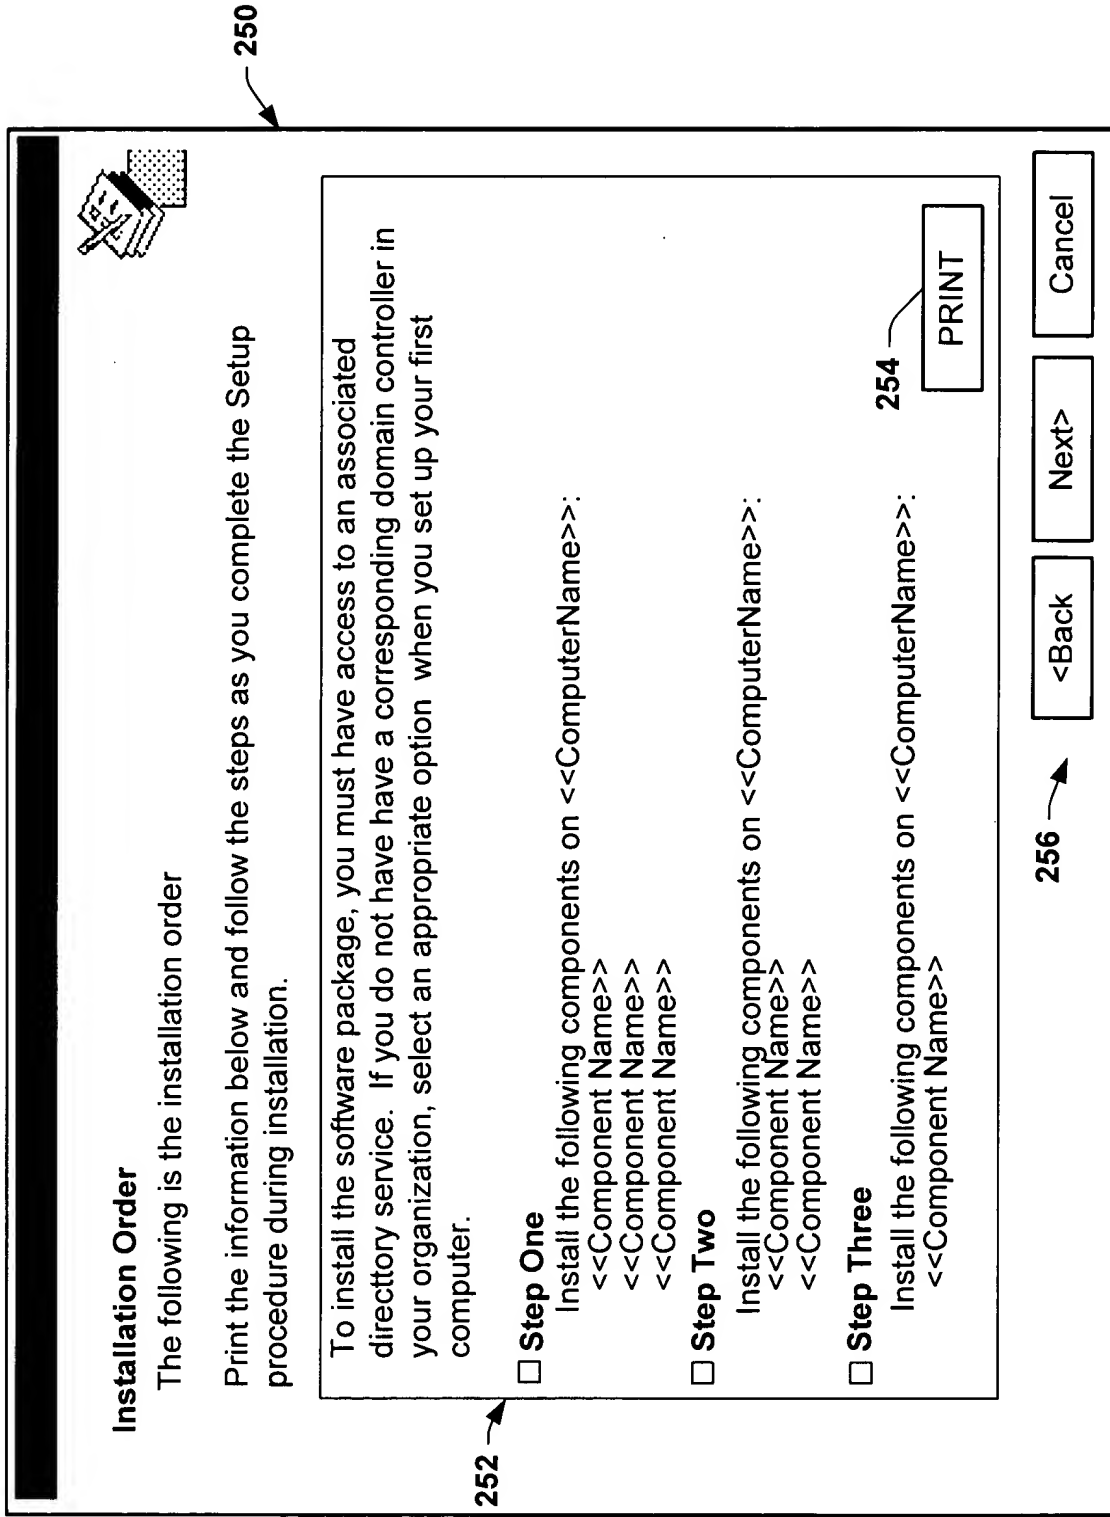 250
Installation Order
The following is the installation order
Print the information below and follow the steps as you complete the Setup
procedure during installation.
252
To install the software package, you must have access to an associated
directtory service.  If you do not have have a corresponding domain controller in
your organization, select an appropriate option  when you set up your first
computer.
Step One
Install the following components on <<ComputerName>>:
<<Component Name>>
<<Component Name>>
<<Component Name>>
Step Two
Install the following components on <<ComputerName>>:
<<Component Name>>
<<Component Name>>
Step Three
Install the following components on <<ComputerName>>:
<<Component Name>>
254
PRINT
256
<Back
Next>
Cancel